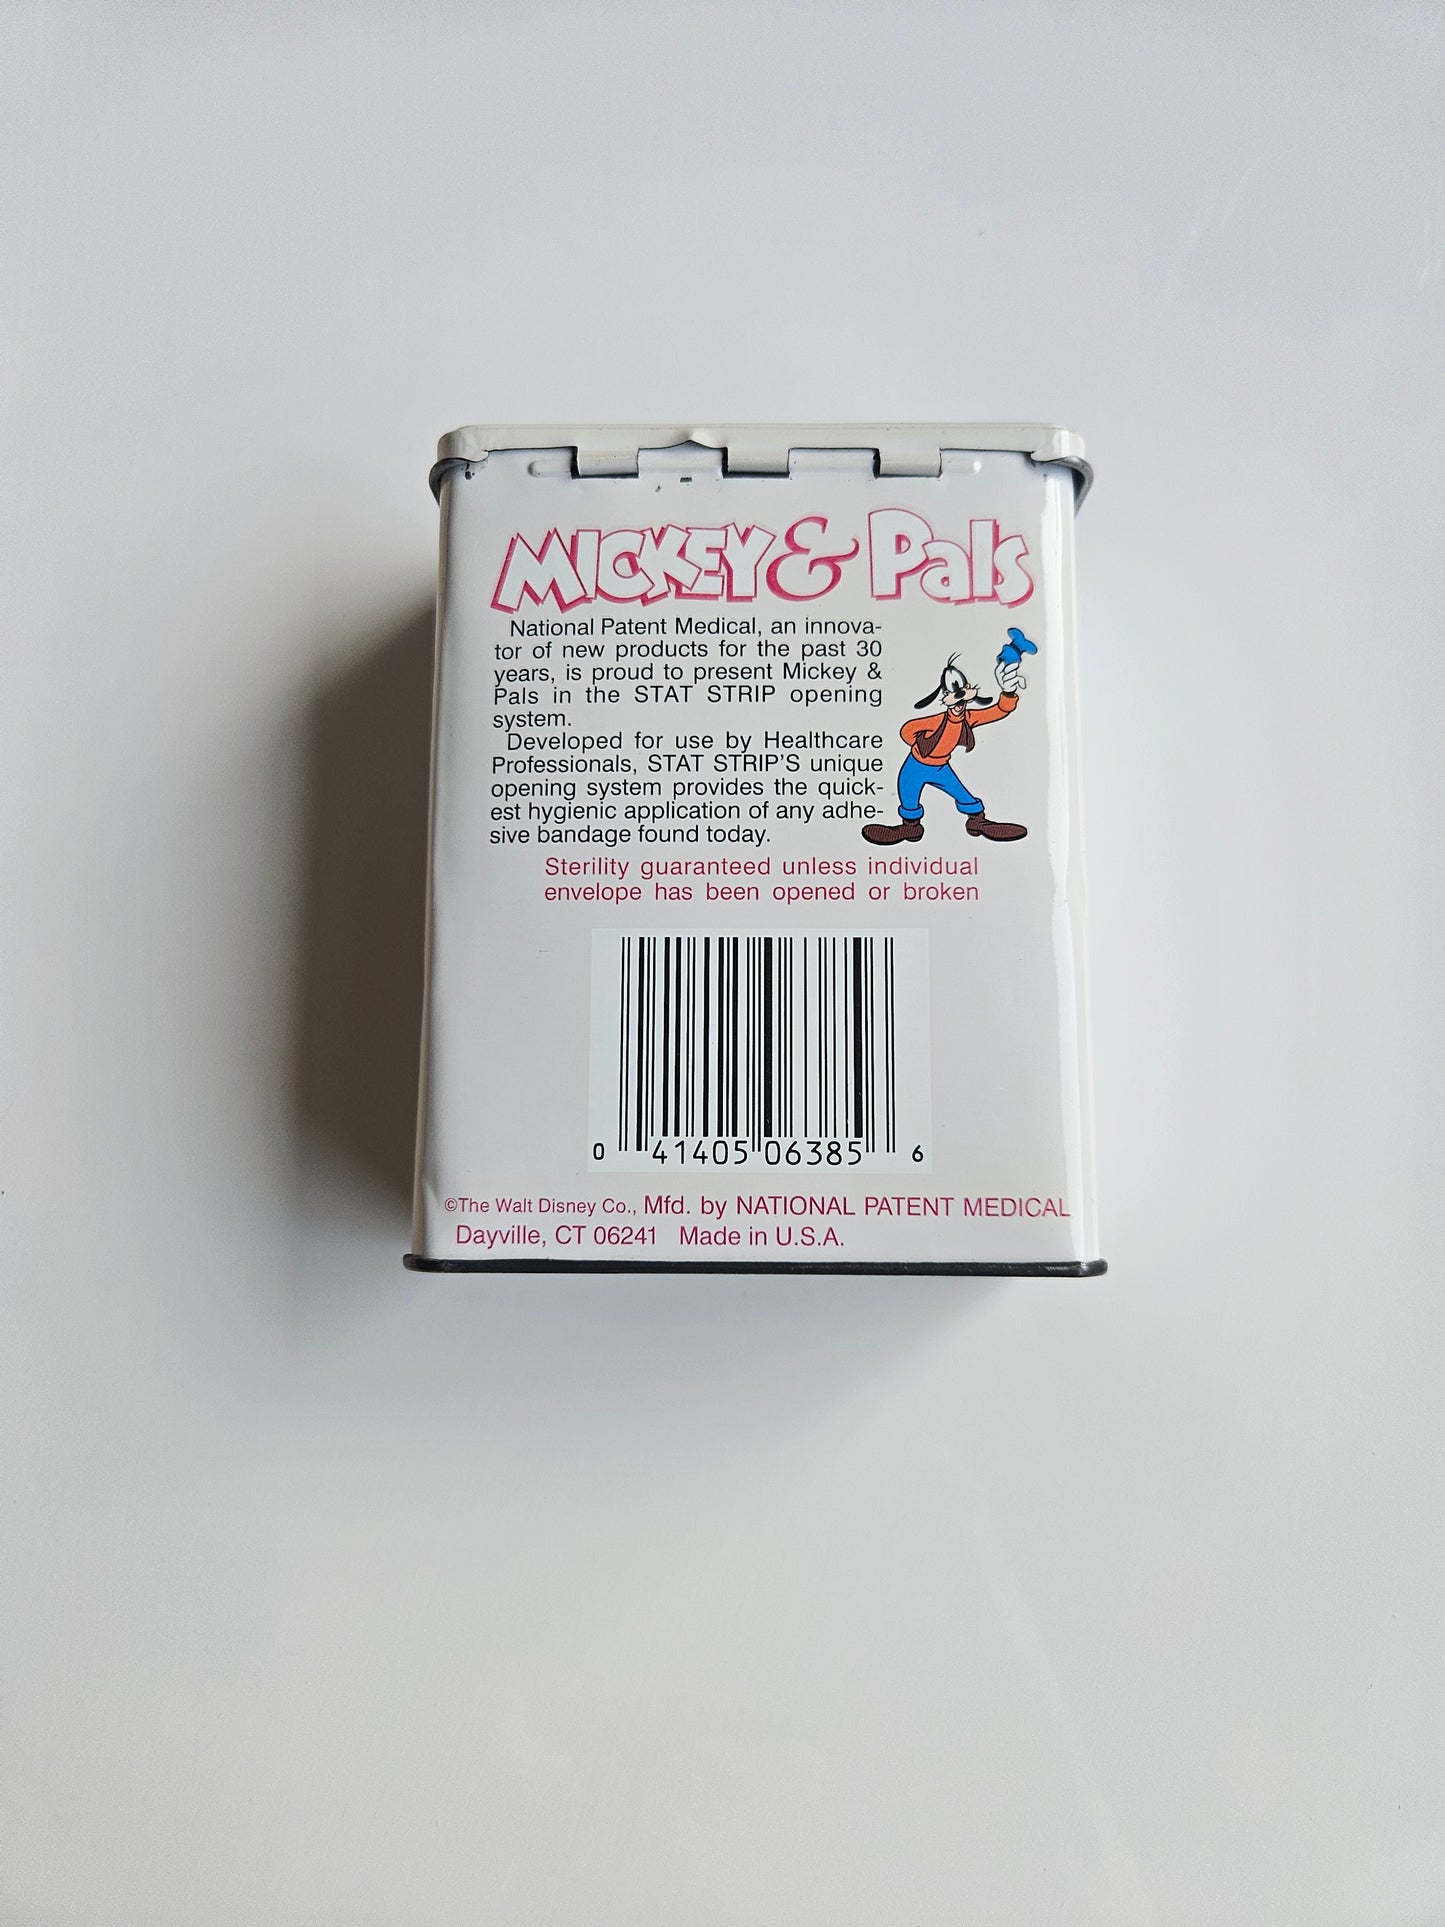 MICKEY & Pals
National Patent Medical, an innova-
tor of new products for the past 30
years, is proud to present Mickey &
Pals in the STAT STRIP opening
system.
Developed for use by Healthcare
Professionals, STAT STRIP'S unique
opening system provides the quick-
est hygienic application of any adhe-
sive bandage found today.
Sterility guaranteed unless individual
envelope has been opened or broken
0 41405 06385 6
©The Walt Disney Co., Mfd. by NATIONAL PATENT MEDICAL
Dayville, CT 06241 Made in U.S.A.